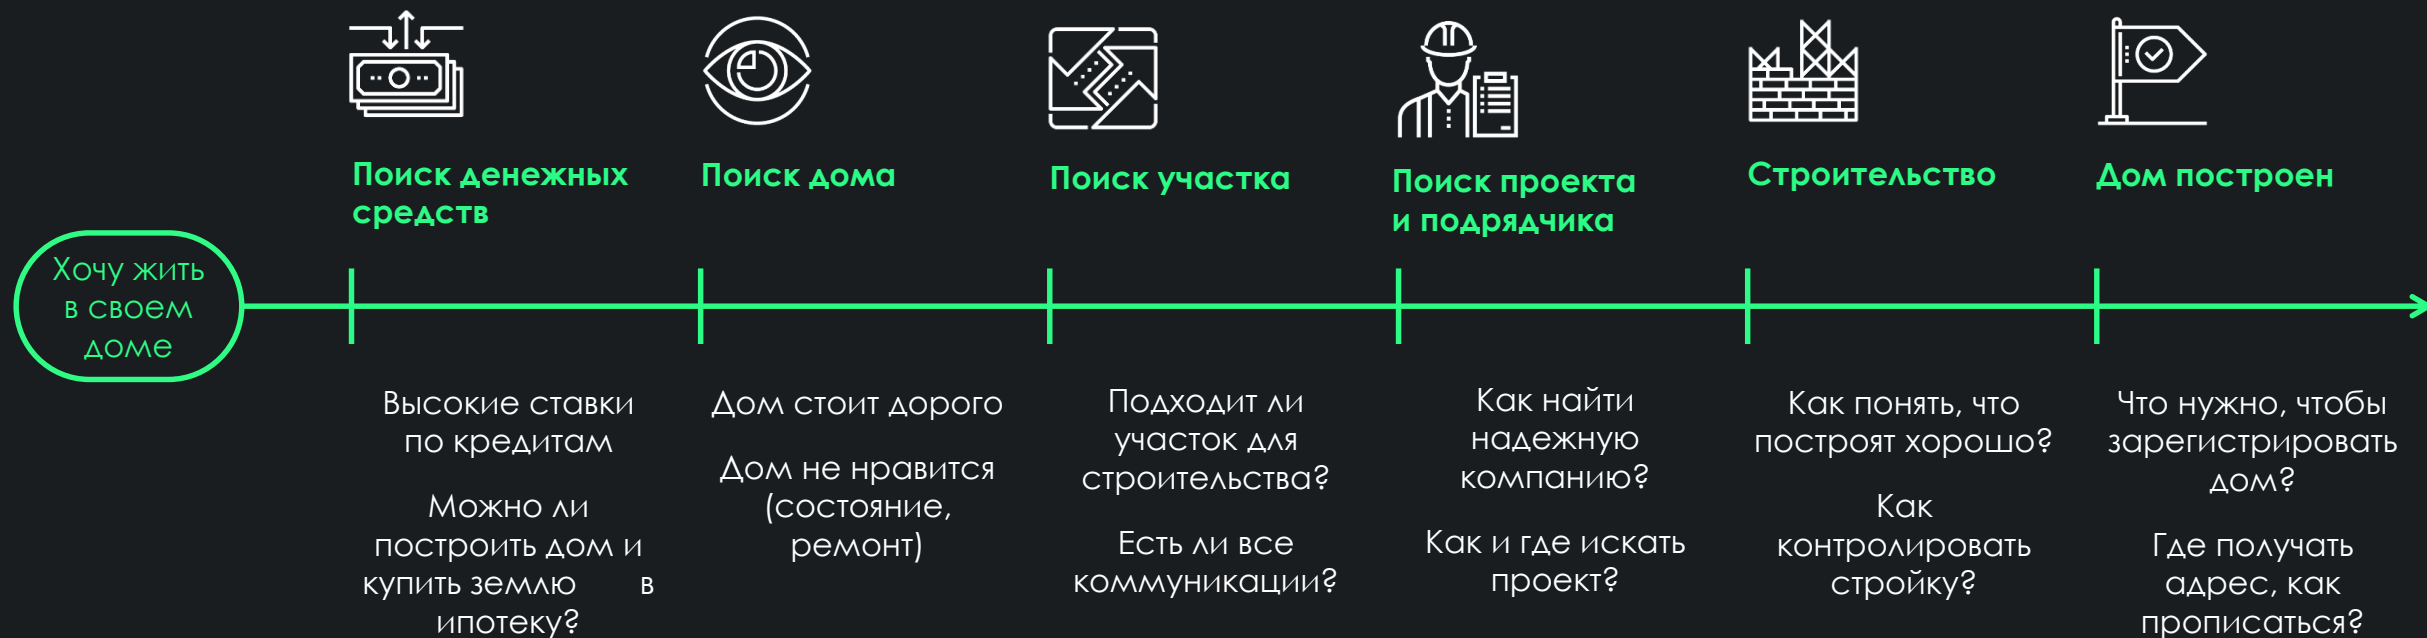 Поиск денежных
средств
Поиск дома
Поиск участка
Поиск проекта
и подрядчика
Строительство
Дом построен
Хочу жить
в своем
доме
Высокие ставки
по кредитам
Можно ли
построить дом и
купить землю в
ипотеку?
Дом стоит дорого
Дом не нравится
(состояние,
ремонт)
Подходит ли
участок для
строительства?
Есть ли все
коммуникации?
Как найти
надежную
компанию?
Как и где искать
проект?
Как понять, что
построят хорошо?
Как
контролировать
стройку?
Что нужно, чтобы
зарегистрировать
дом?
Где получать
адрес, как
прописаться?